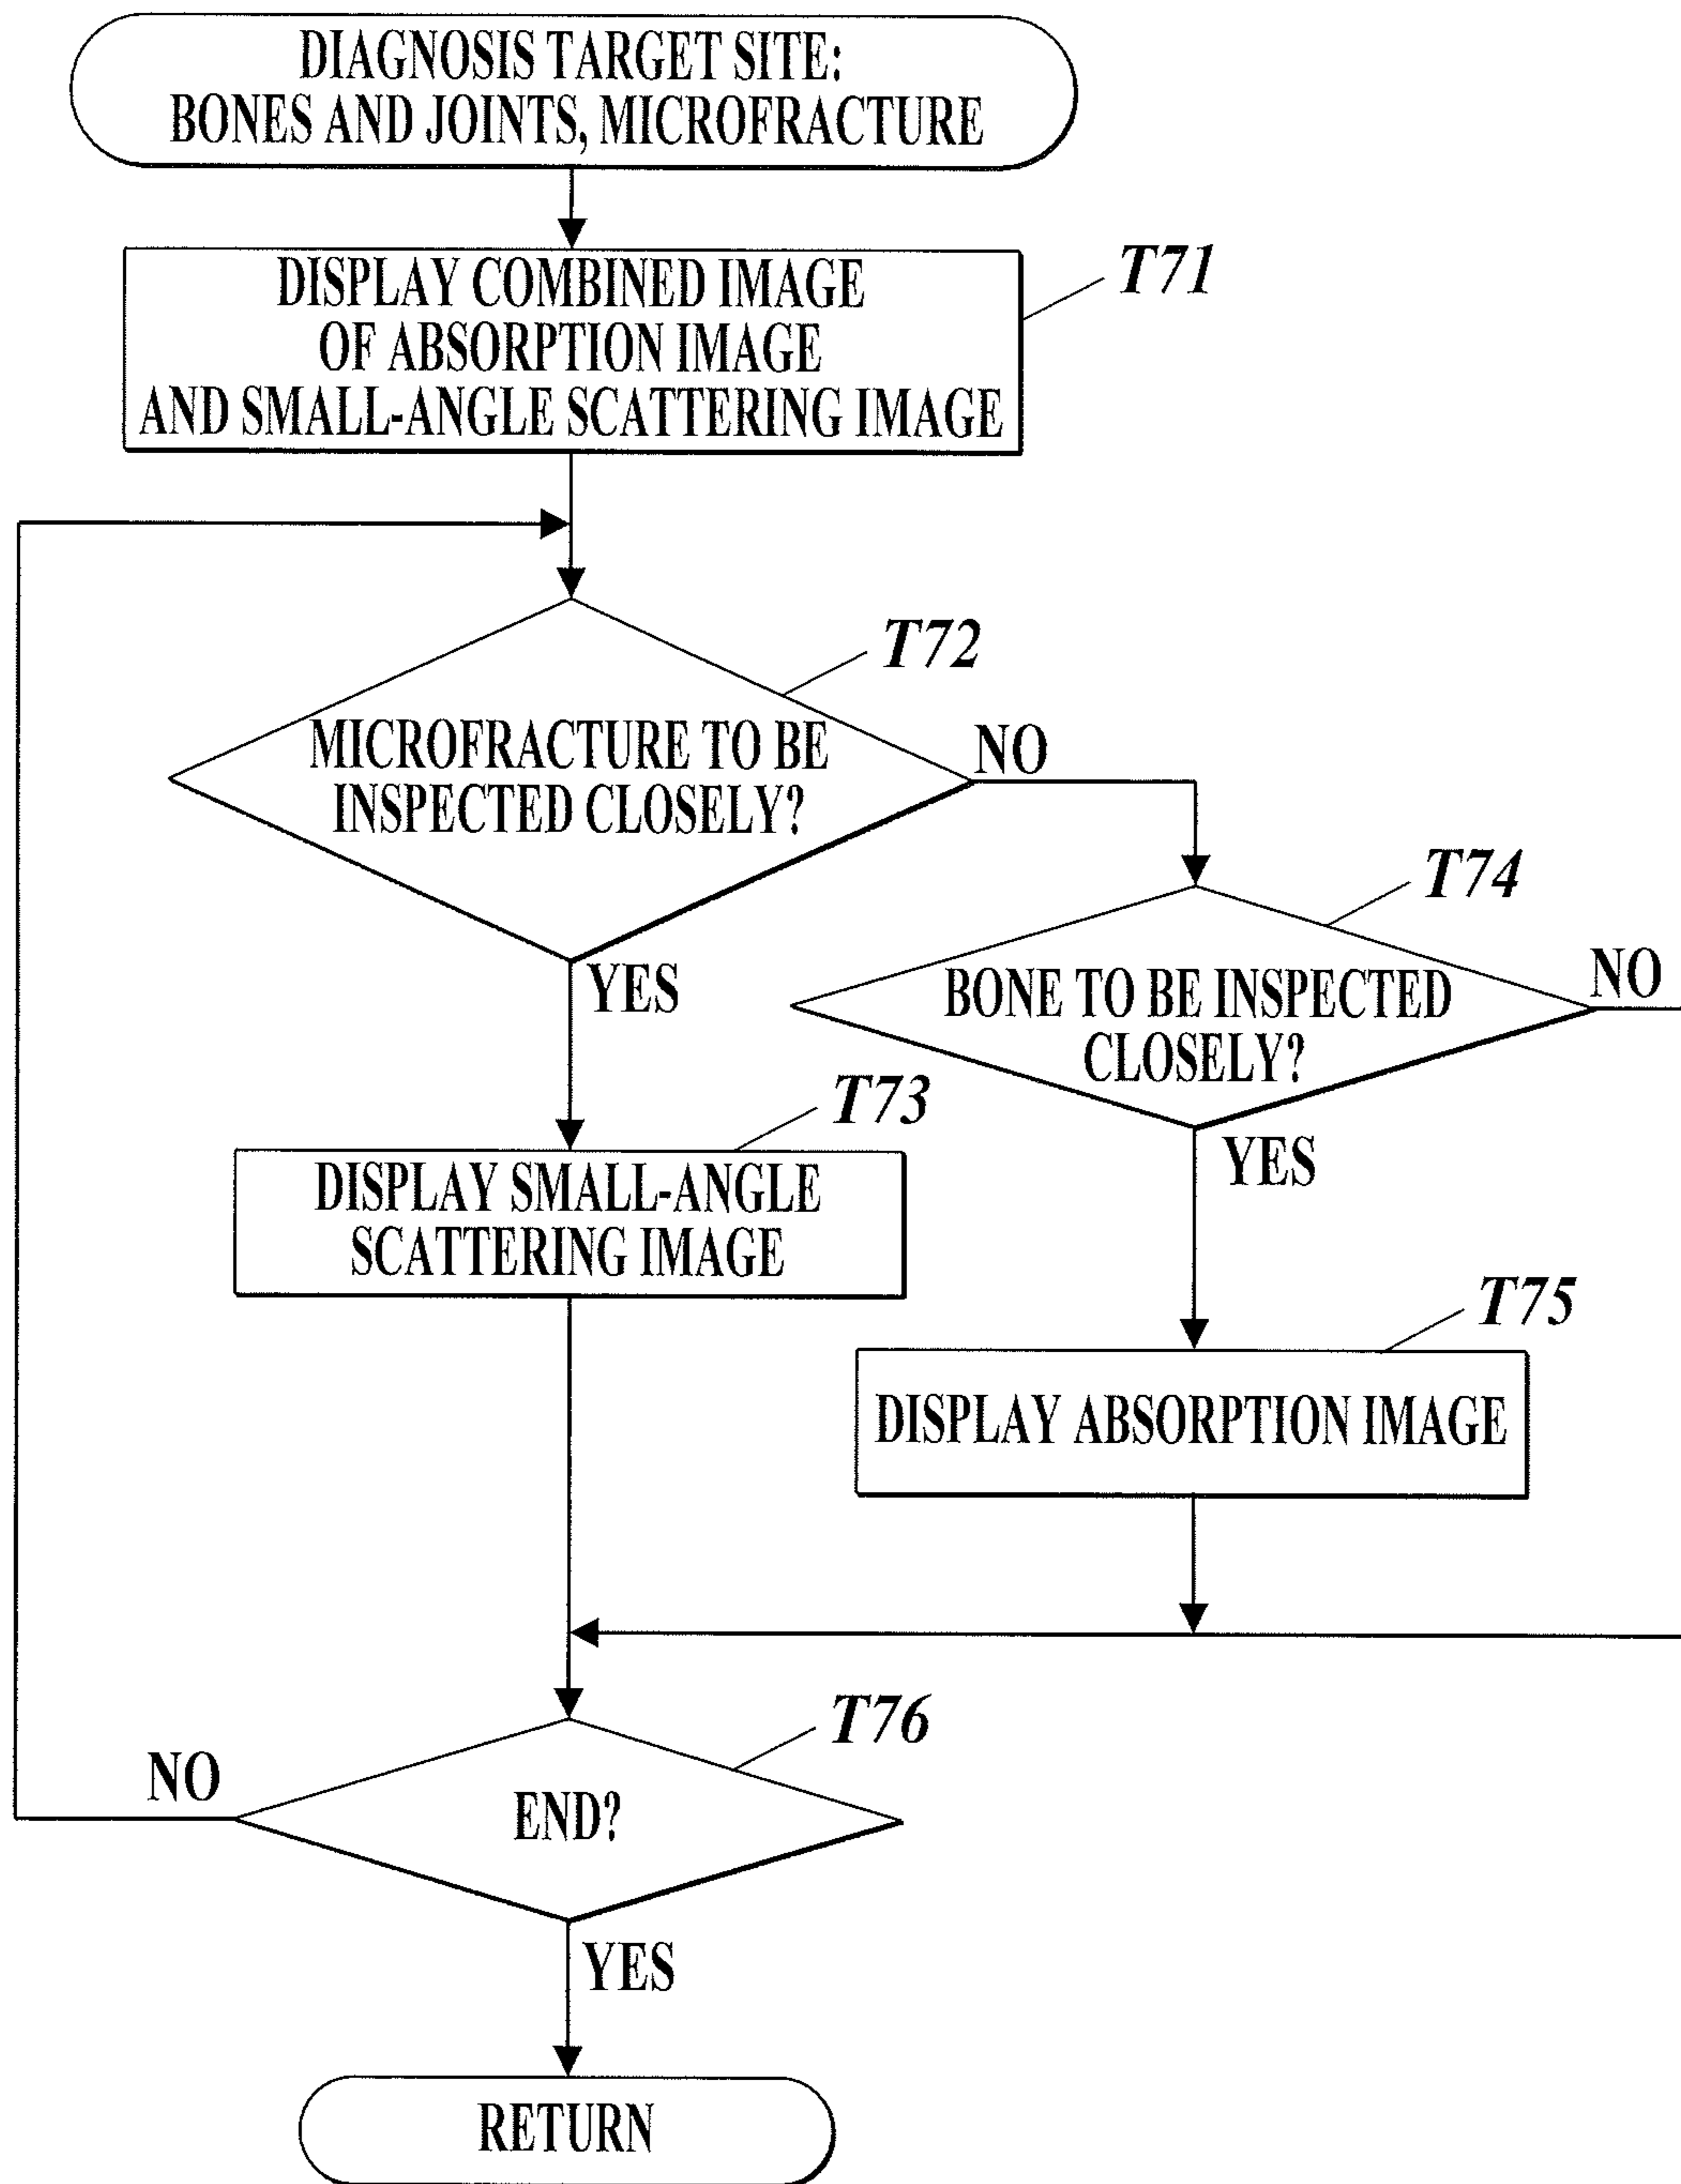 DIAGNOSIS TARGET SITE:
BONES AND JOINTS, MICROFRACTURE
T71
DISPLAY COMBINED IMAGE
OF ABSORPTION IMAGE
AND SMALL-ANGLE SCATTERING IMAGE
T72
MICROFRACTURE TO BE
INSPECTED CLOSELY?
NO
YES
T74
BONE TO BE INSPECTED
CLOSELY?
NO
YES
T73
DISPLAY SMALL-ANGLE
SCATTERING IMAGE
T75
DISPLAY ABSORPTION IMAGE
T76
END?
NO
YES
RETURN